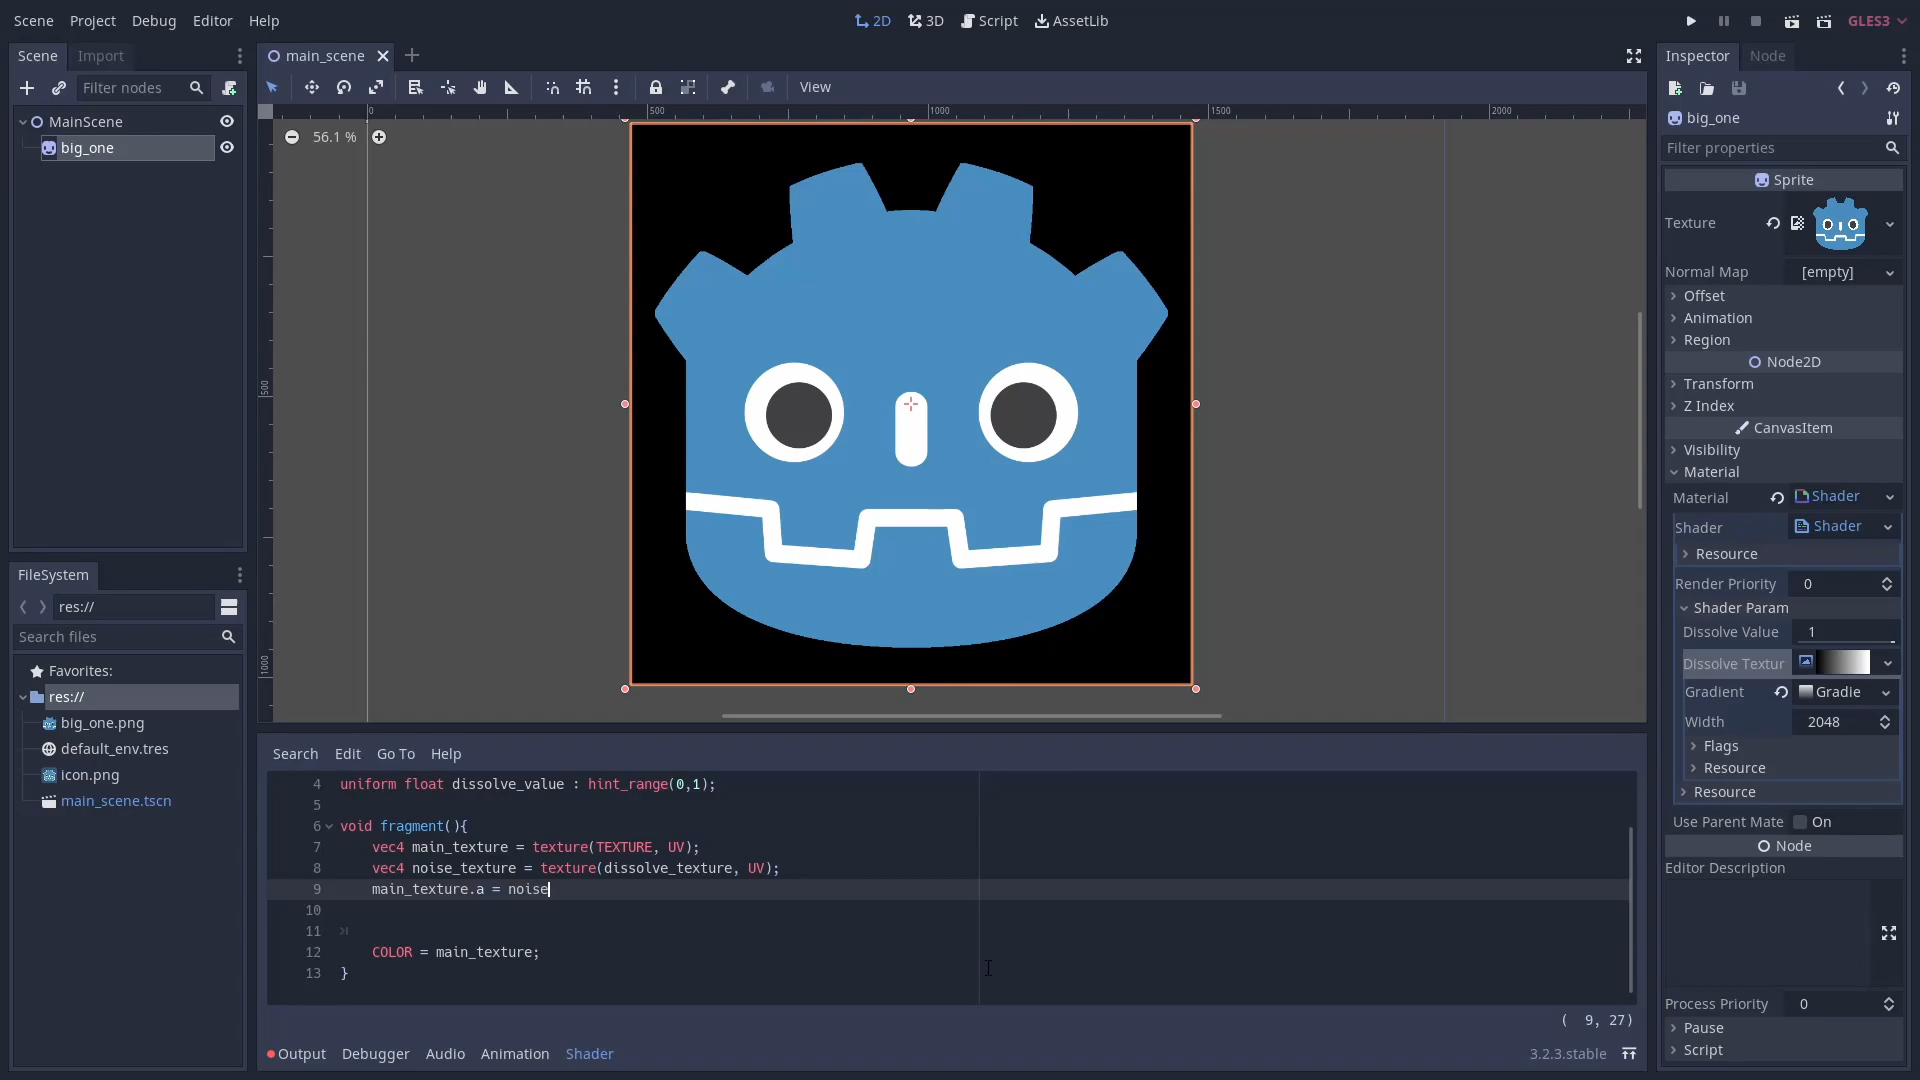 Scene Project Debug Editor Help
2D 3D Script AssetLib
GLES3
Scene Import
main_scene
Inspector Node
Filter nodes
View
MainScene
big_one
0 500 1000 1500 2000
56.1 %
500
1000
big_one
Filter properties
Sprite
Texture
Normal Map [empty]
Offset
Animation
Region
Node2D
Transform
Z Index
CanvasItem
Visibility
Material
Material Shader
Shader Shader
Resource
Render Priority 0
Shader Param
Dissolve Value 1
Dissolve Textur
Gradient Gradie
Width 2048
Flags
Resource
Resource
Use Parent Mate On
Node
Editor Description
Process Priority 0
Pause
Script
FileSystem
res://
Search files
Favorites:
res://
big_one.png
default_env.tres
icon.png
main_scene.tscn
Search Edit Go To Help
4 uniform float dissolve_value : hint_range(0,1);
5
6 void fragment(){
7 vec4 main_texture = texture(TEXTURE, UV);
8 vec4 noise_texture = texture(dissolve_texture, UV);
9 main_texture.a = noise
10
11
12 COLOR = main_texture;
13 }
( 9, 27)
Output Debugger Audio Animation Shader
3.2.3.stable